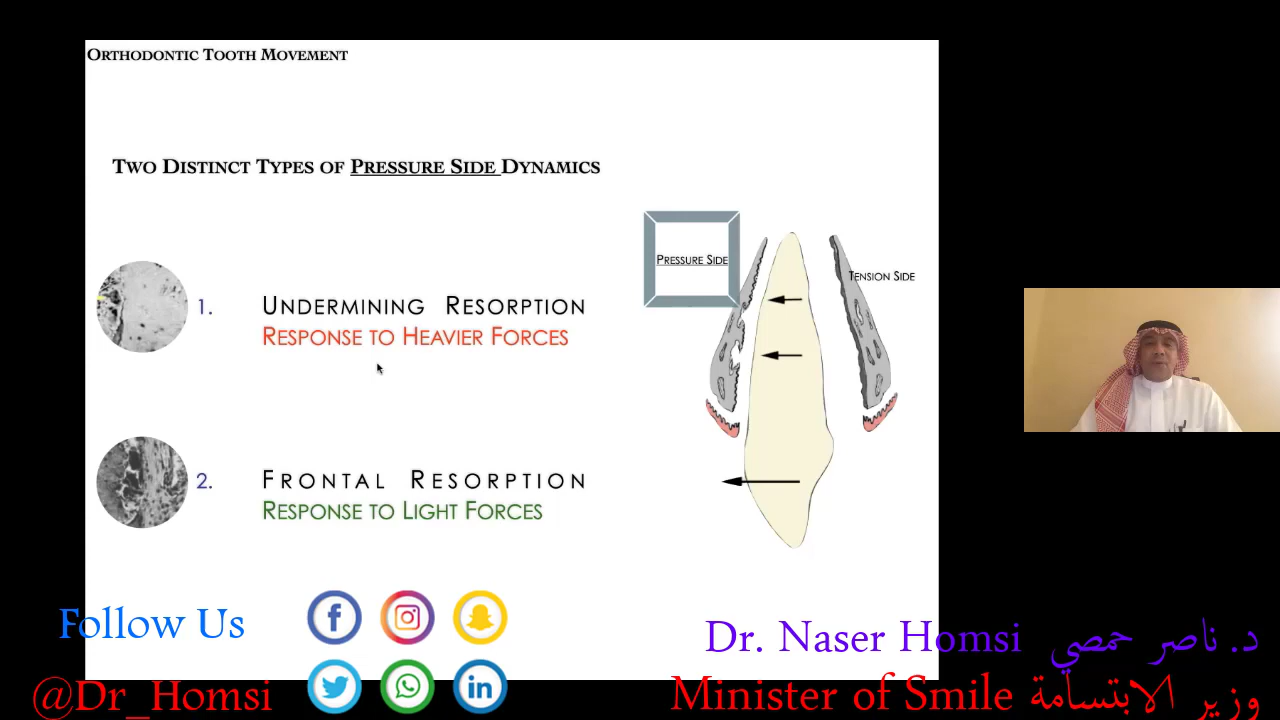 ORTHODONTIC TOOTH MOVEMENT
TWO DISTINCT TYPES OF PRESSURE SIDE DYNAMICS
1. UNDERMINING RESORPTION
RESPONSE TO HEAVIER FORCES
2. FRONTAL RESORPTION
RESPONSE TO LIGHT FORCES
PRESSURE SIDE
TENSION SIDE
Follow Us
@Dr_Homsi
Dr. Naser Homsi د. ناصر حمصي
Minister of Smile وزير الابتسامة